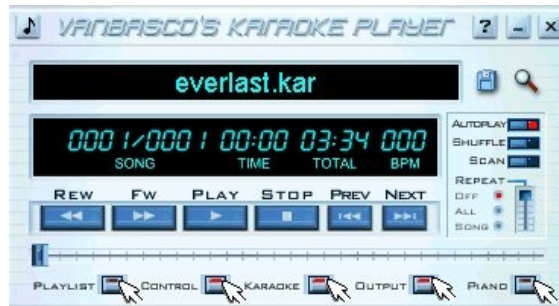 VANBASCO'S KARAOKE PLAYER ? – ×
everlast.kar
0001/0001 00:00 03:34 000
SONG TIME TOTAL BPM
AUTOPLAY
SHUFFLE
SCAN
REPEAT
OFF
ALL
SONG
REW FW PLAY STOP PREV NEXT
PLAYLIST CONTROL KARAOKE OUTPUT PIANO